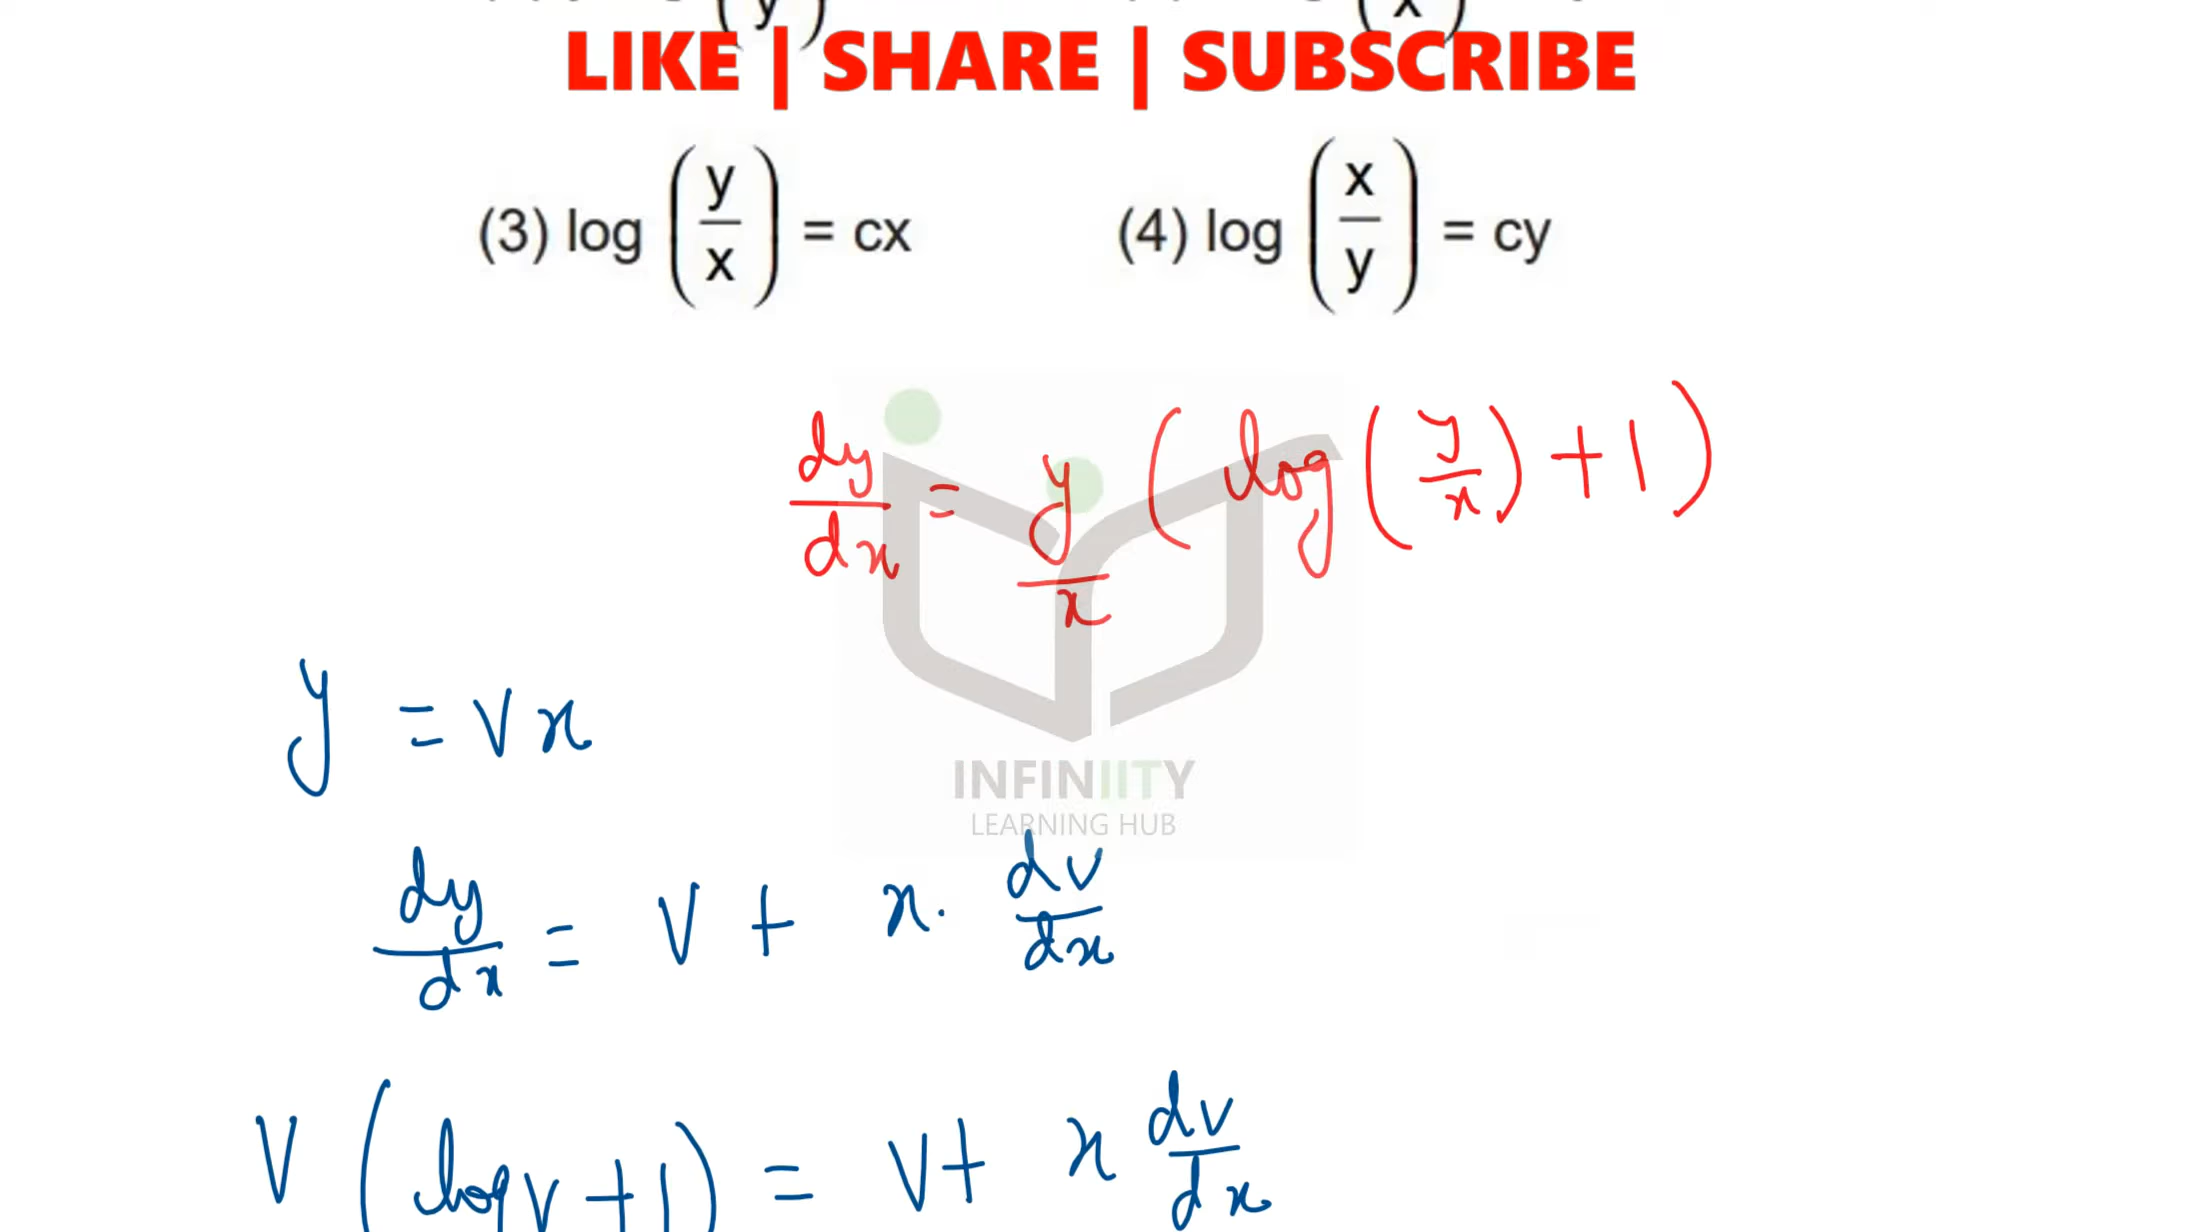 LIKE | SHARE | SUBSCRIBE
(3) log (y/x) = cx (4) log (x/y) = cy
dy/dx = y/x (log(y/x) + 1)
y = vx
INFINIITY
LEARNING HUB
dy/dx = v + x. dv/dx
v (log v + 1) = v + x dv/dx